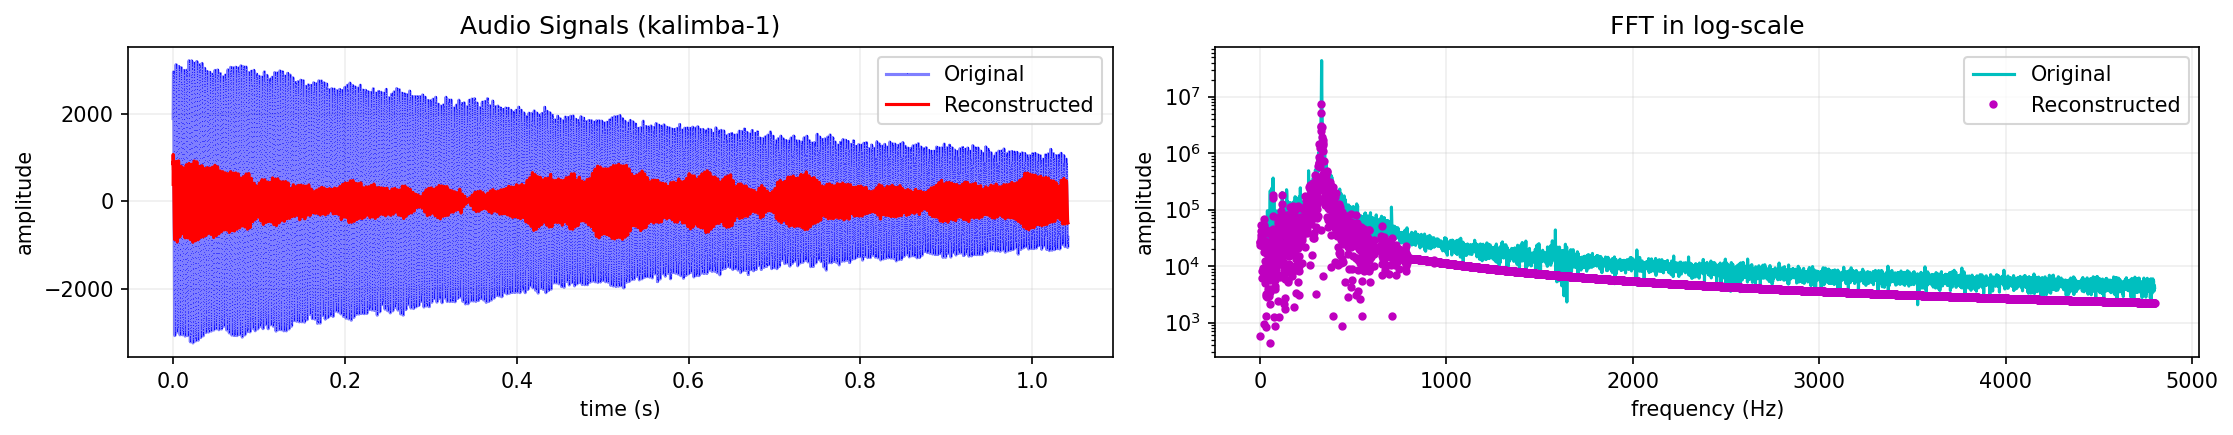 Audio Signals (kalimba-1)
Original
Reconstructed
2000
0
−2000
amplitude
0.0 0.2 0.4 0.6 0.8 1.0
time (s)
FFT in log-scale
Original
Reconstructed
10⁷
10⁶
10⁵
10⁴
10³
amplitude
0 1000 2000 3000 4000 5000
frequency (Hz)